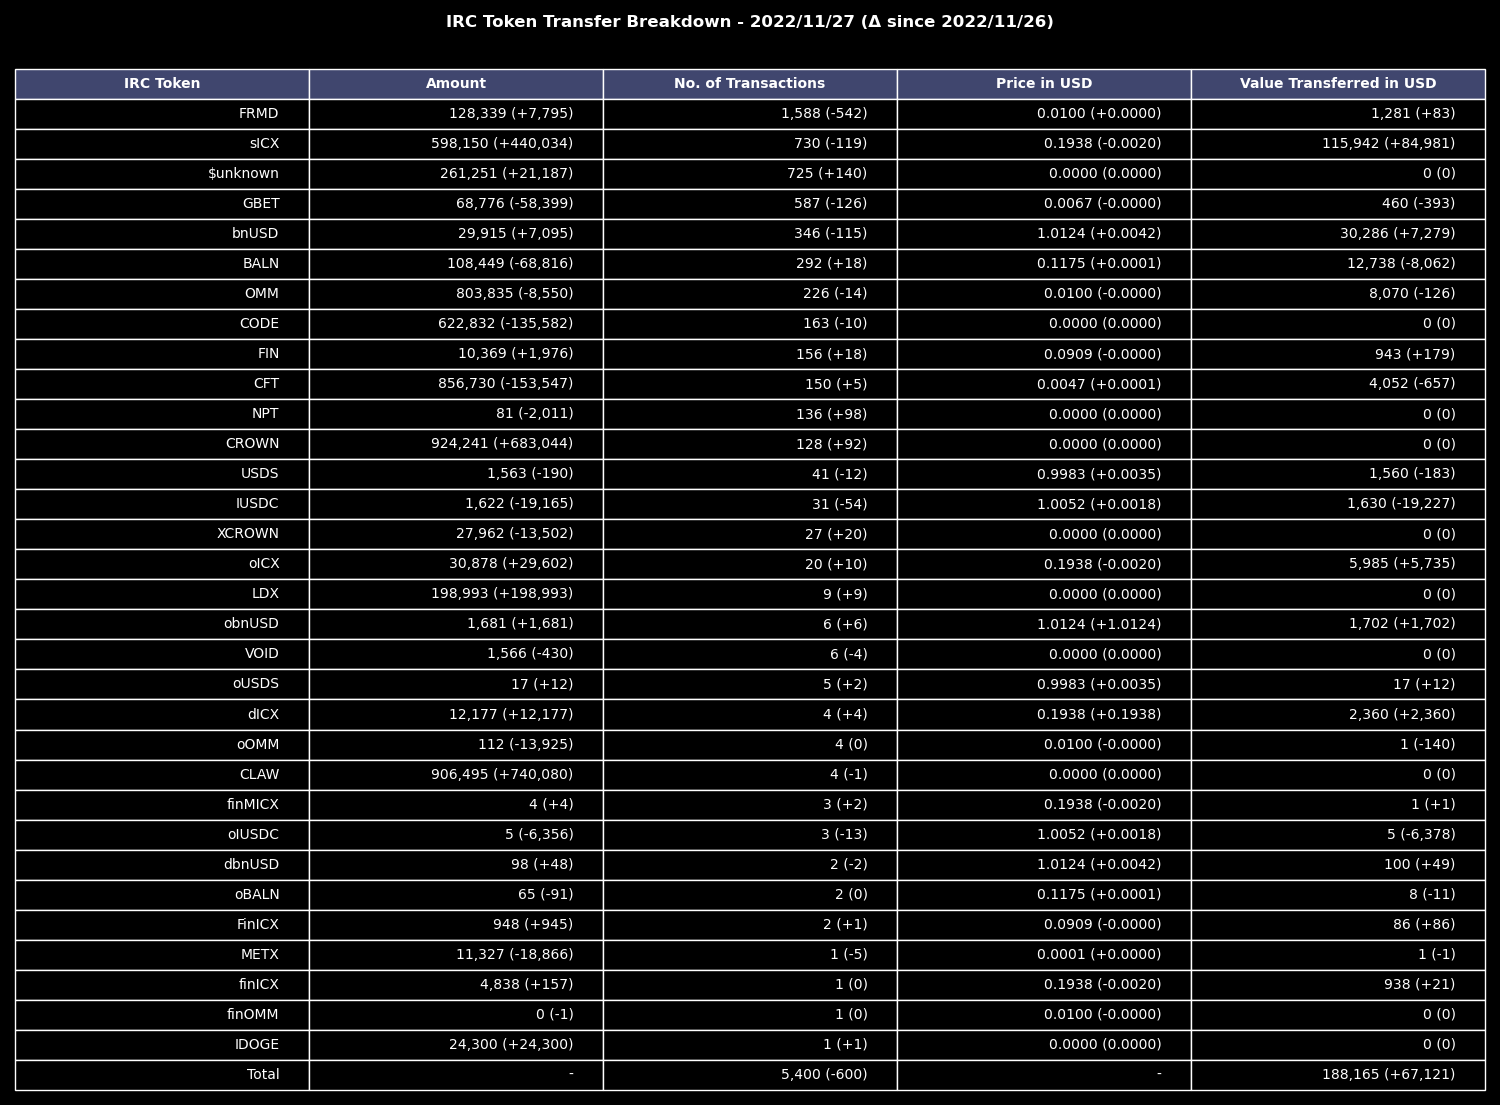 IRC Token Transfer Breakdown - 2022/11/27 (Δ since 2022/11/26)
IRC Token Amount No. of Transactions Price in USD Value Transferred in USD
FRMD 128,339 (+7,795) 1,588 (-542) 0.0100 (+0.0000) 1,281 (+83)
sICX 598,150 (+440,034) 730 (-119) 0.1938 (-0.0020) 115,942 (+84,981)
$unknown 261,251 (+21,187) 725 (+140) 0.0000 (0.0000) 0 (0)
GBET 68,776 (-58,399) 587 (-126) 0.0067 (-0.0000) 460 (-393)
bnUSD 29,915 (+7,095) 346 (-115) 1.0124 (+0.0042) 30,286 (+7,279)
BALN 108,449 (-68,816) 292 (+18) 0.1175 (+0.0001) 12,738 (-8,062)
OMM 803,835 (-8,550) 226 (-14) 0.0100 (-0.0000) 8,070 (-126)
CODE 622,832 (-135,582) 163 (-10) 0.0000 (0.0000) 0 (0)
FIN 10,369 (+1,976) 156 (+18) 0.0909 (-0.0000) 943 (+179)
CFT 856,730 (-153,547) 150 (+5) 0.0047 (+0.0001) 4,052 (-657)
NPT 81 (-2,011) 136 (+98) 0.0000 (0.0000) 0 (0)
CROWN 924,241 (+683,044) 128 (+92) 0.0000 (0.0000) 0 (0)
USDS 1,563 (-190) 41 (-12) 0.9983 (+0.0035) 1,560 (-183)
IUSDC 1,622 (-19,165) 31 (-54) 1.0052 (+0.0018) 1,630 (-19,227)
XCROWN 27,962 (-13,502) 27 (+20) 0.0000 (0.0000) 0 (0)
oICX 30,878 (+29,602) 20 (+10) 0.1938 (-0.0020) 5,985 (+5,735)
LDX 198,993 (+198,993) 9 (+9) 0.0000 (0.0000) 0 (0)
obnUSD 1,681 (+1,681) 6 (+6) 1.0124 (+1.0124) 1,702 (+1,702)
VOID 1,566 (-430) 6 (-4) 0.0000 (0.0000) 0 (0)
oUSDS 17 (+12) 5 (+2) 0.9983 (+0.0035) 17 (+12)
dICX 12,177 (+12,177) 4 (+4) 0.1938 (+0.1938) 2,360 (+2,360)
oOMM 112 (-13,925) 4 (0) 0.0100 (-0.0000) 1 (-140)
CLAW 906,495 (+740,080) 4 (-1) 0.0000 (0.0000) 0 (0)
finMICX 4 (+4) 3 (+2) 0.1938 (-0.0020) 1 (+1)
oIUSDC 5 (-6,356) 3 (-13) 1.0052 (+0.0018) 5 (-6,378)
dbnUSD 98 (+48) 2 (-2) 1.0124 (+0.0042) 100 (+49)
oBALN 65 (-91) 2 (0) 0.1175 (+0.0001) 8 (-11)
FinICX 948 (+945) 2 (+1) 0.0909 (-0.0000) 86 (+86)
METX 11,327 (-18,866) 1 (-5) 0.0001 (+0.0000) 1 (-1)
finICX 4,838 (+157) 1 (0) 0.1938 (-0.0020) 938 (+21)
finOMM 0 (-1) 1 (0) 0.0100 (-0.0000) 0 (0)
IDOGE 24,300 (+24,300) 1 (+1) 0.0000 (0.0000) 0 (0)
Total - 5,400 (-600) - 188,165 (+67,121)